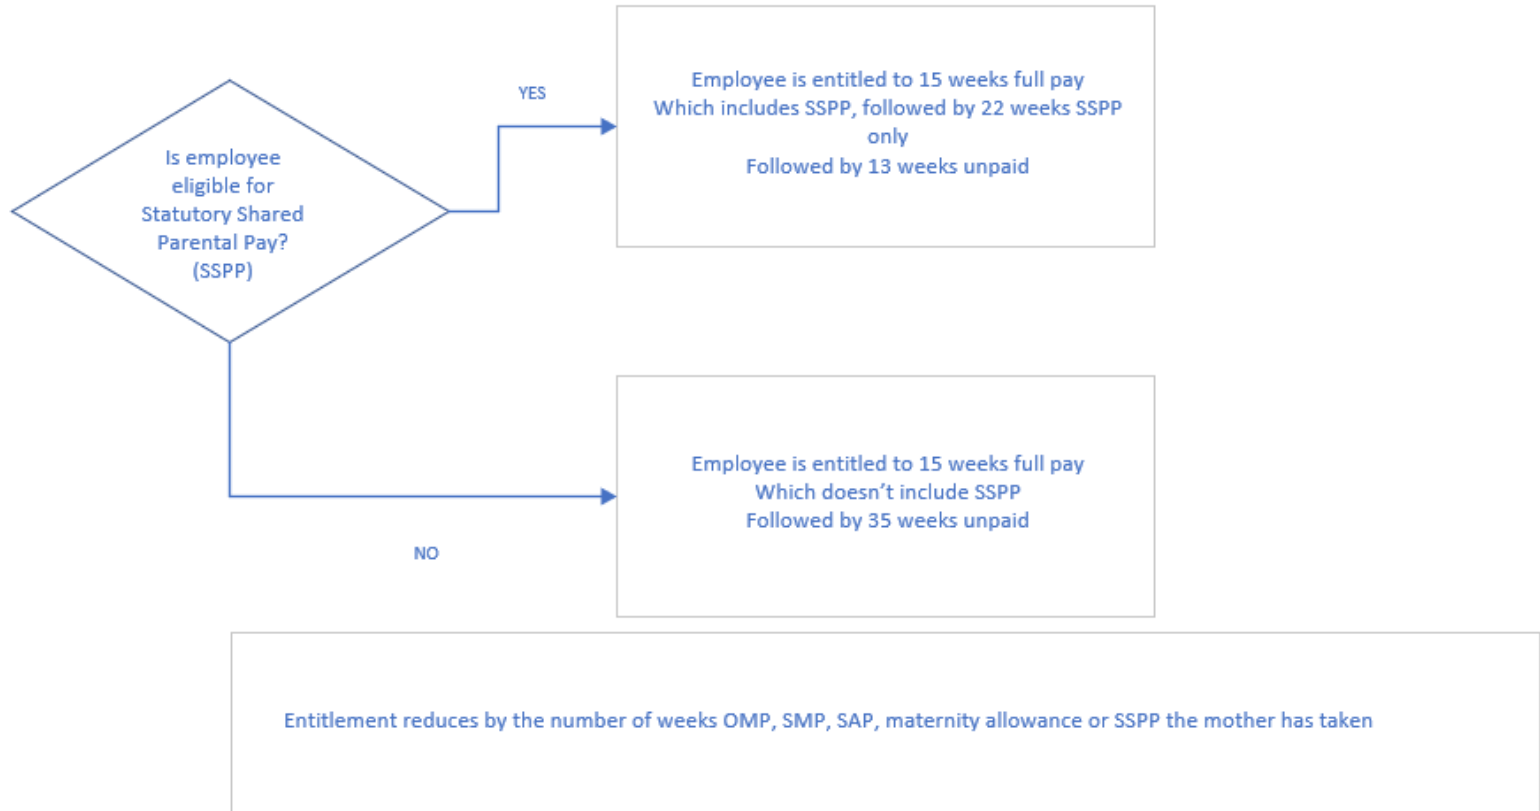 Is employee
eligible for
Statutory Shared
Parental Pay?
(SSPP)
YES
Employee is entitled to 15 weeks full pay
Which includes SSPP, followed by 22 weeks SSPP
only
Followed by 13 weeks unpaid
NO
Employee is entitled to 15 weeks full pay
Which doesn’t include SSPP
Followed by 35 weeks unpaid
Entitlement reduces by the number of weeks OMP, SMP, SAP, maternity allowance or SSPP the mother has taken